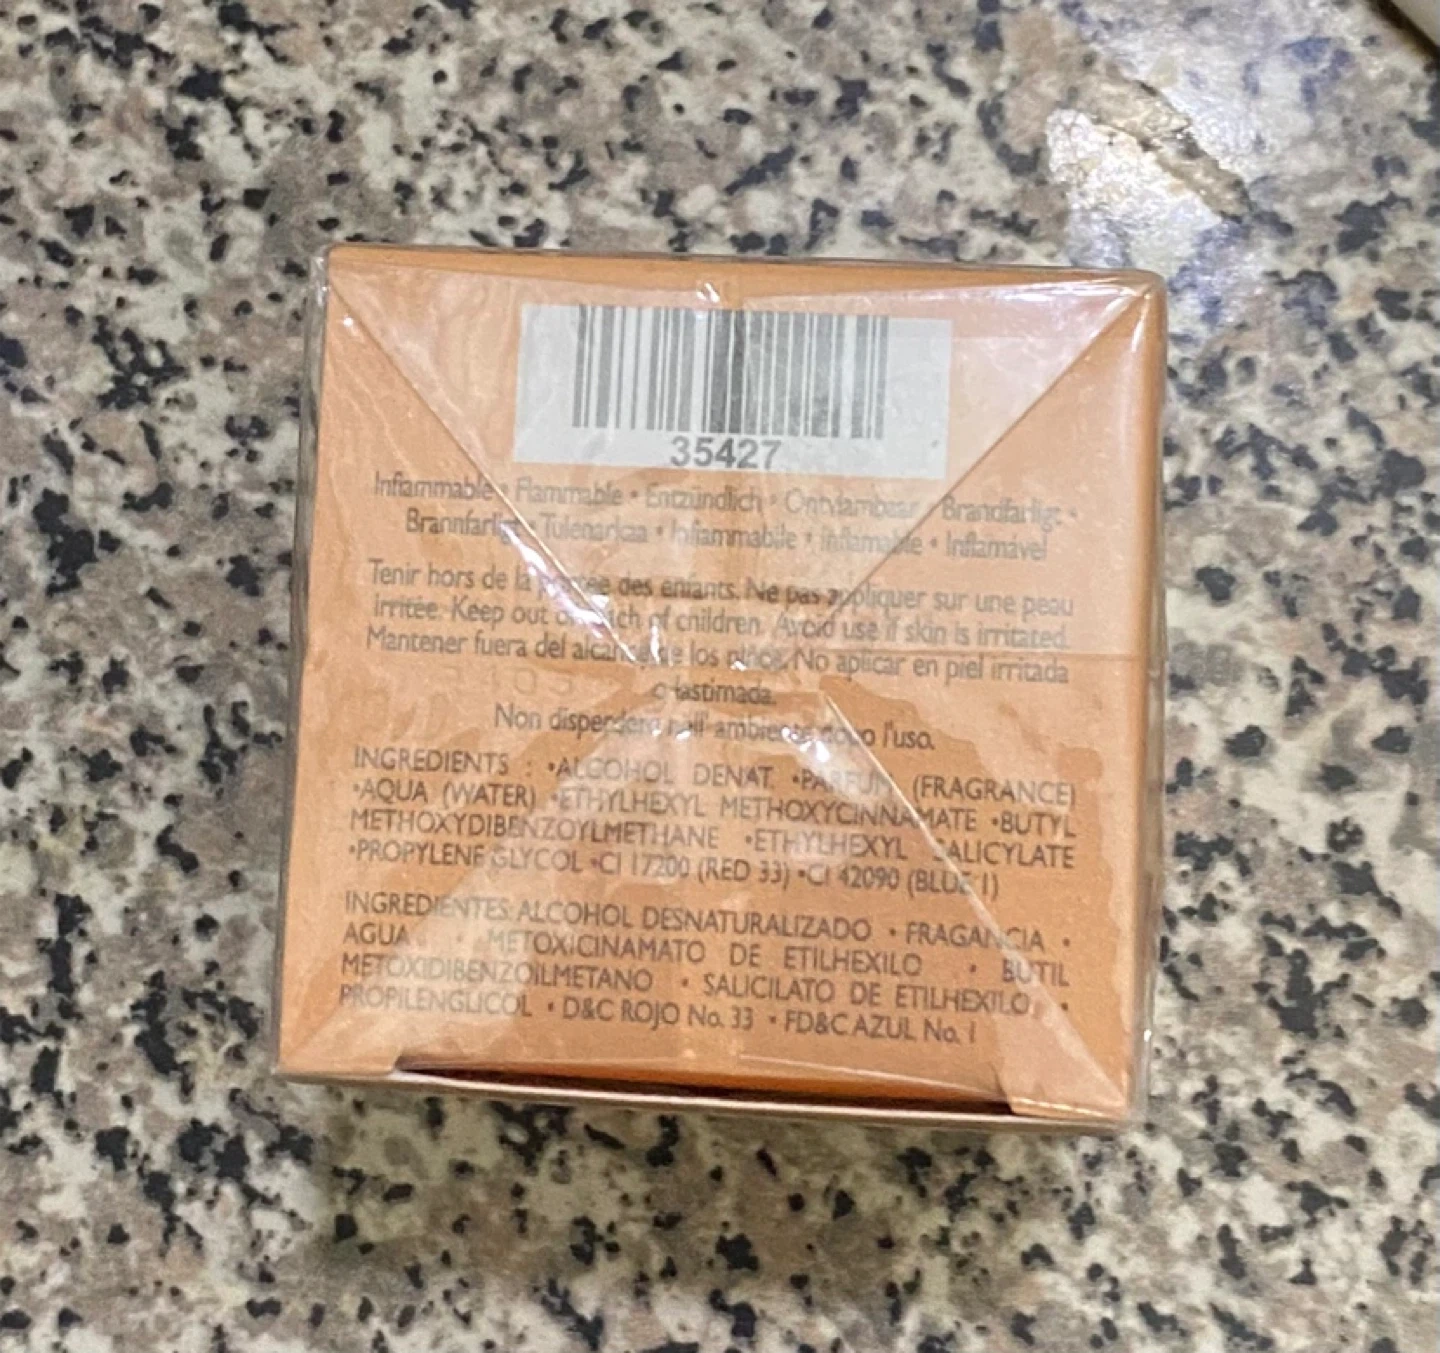 35427
Inflammable • Flammable • Entzündlich • Ontvlambaar • Brandfarligt •
Brannfarlig • Tulenarkaa • Infiammabile • inflamable • Inflamável
Tenir hors de la portée des enfants. Ne pas appliquer sur une peau
irritée. Keep out of reach of children. Avoid use if skin is irritated.
Mantener fuera del alcance de los niños. No aplicar en piel irritada
o lastimada.
Non disperdere nell'ambiente dopo l'uso.
INGREDIENTS : •ALCOHOL DENAT. •PARFUM (FRAGRANCE)
•AQUA (WATER) •ETHYLHEXYL METHOXYCINNAMATE •BUTYL
METHOXYDIBENZOYLMETHANE •ETHYLHEXYL SALICYLATE
•PROPYLENE GLYCOL •CI 17200 (RED 33) •CI 42090 (BLUE 1)
INGREDIENTES: ALCOHOL DESNATURALIZADO • FRAGANCIA •
AGUA • METOXICINAMATO DE ETILHEXILO • BUTIL
METOXIDIBENZOILMETANO • SALICILATO DE ETILHEXILO, •
PROPILENGLICOL • D&C ROJO No. 33 • FD&C AZUL No. 1